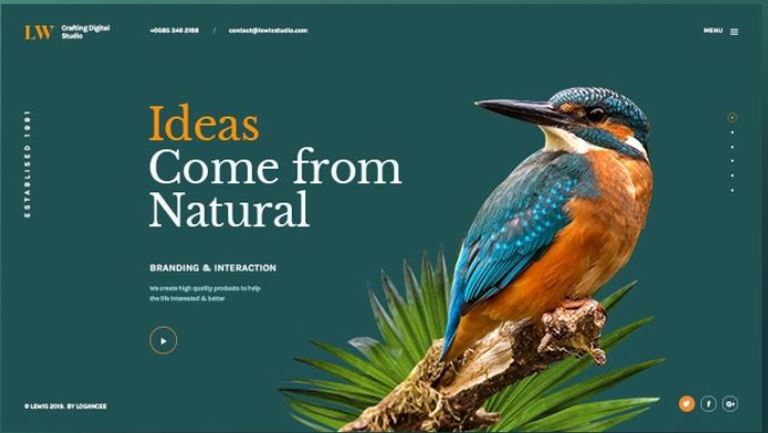 LW
Crafting Digital
Studio
+0085 346 2198 / contact@lewisstudio.com
MENU
ESTABLISED 1991
Ideas
Come from
Natural
BRANDING & INTERACTION
We create high quality products to help
the life interested & better
© LEWIS 2019. BY LOGANCEE
f
G+